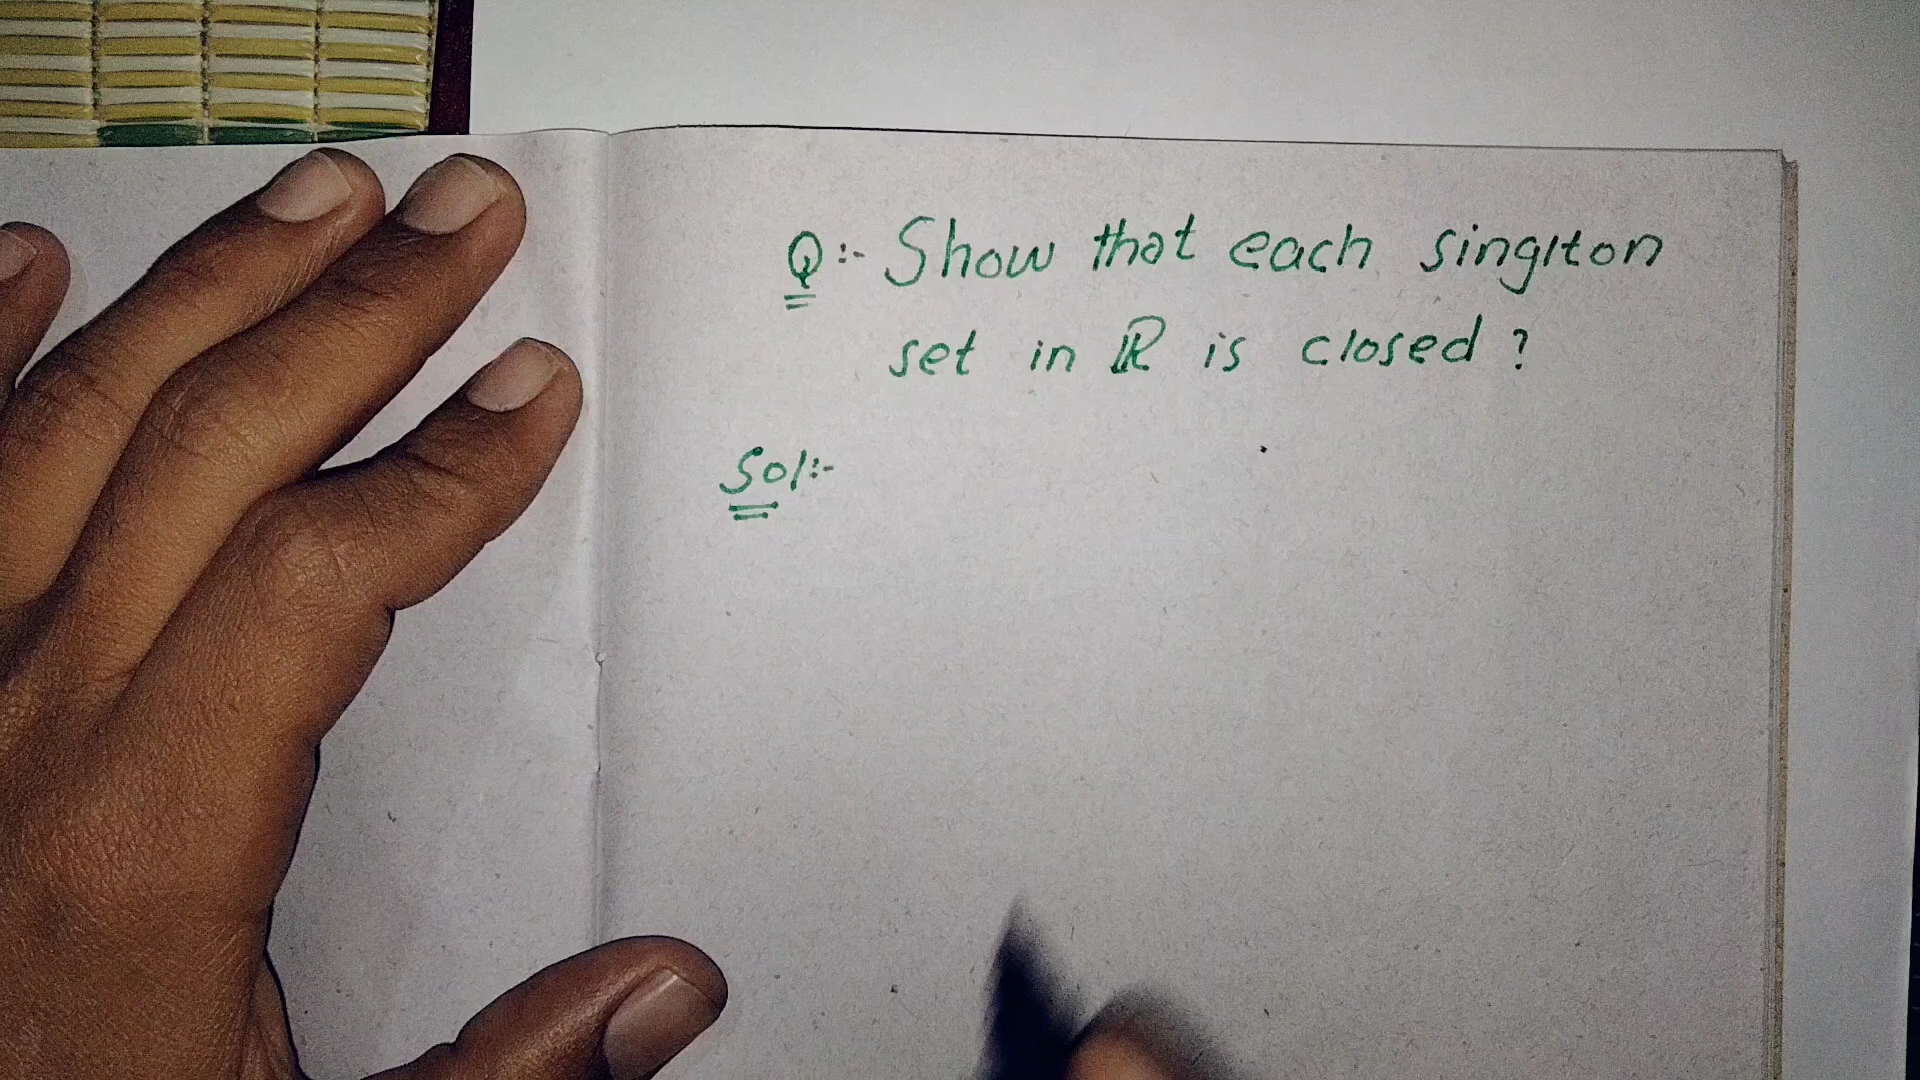 Q:- Show that each singlton
set in ℝ is closed ?
Sol:-